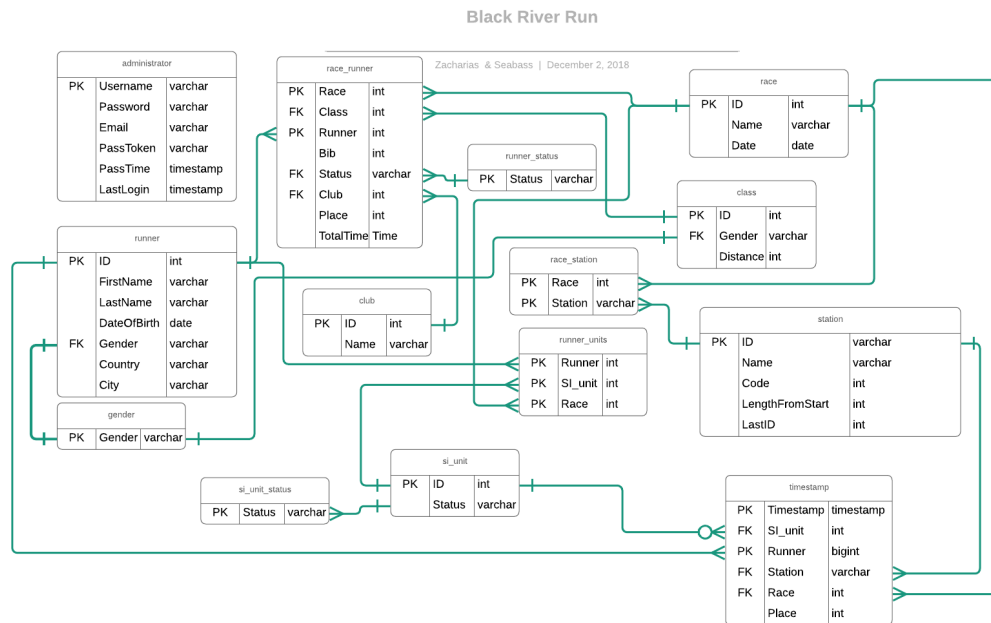 Black River Run
Zacharias & Seabass | December 2, 2018
administrator
PK Username varchar
Password varchar
Email varchar
PassToken varchar
PassTime timestamp
LastLogin timestamp
race_runner
PK Race int
FK Class int
PK Runner int
Bib int
FK Status varchar
FK Club int
Place int
TotalTime Time
race
PK ID int
Name varchar
Date date
runner_status
PK Status varchar
class
PK ID int
FK Gender varchar
Distance int
runner
PK ID int
FirstName varchar
LastName varchar
DateOfBirth date
FK Gender varchar
Country varchar
City varchar
race_station
PK Race int
PK Station varchar
club
PK ID int
Name varchar
station
PK ID varchar
Name varchar
Code int
LengthFromStart int
LastID int
runner_units
PK Runner int
PK SI_unit int
PK Race int
gender
PK Gender varchar
si_unit
PK ID int
Status varchar
si_unit_status
PK Status varchar
timestamp
PK Timestamp timestamp
FK SI_unit int
PK Runner bigint
FK Station varchar
FK Race int
Place int